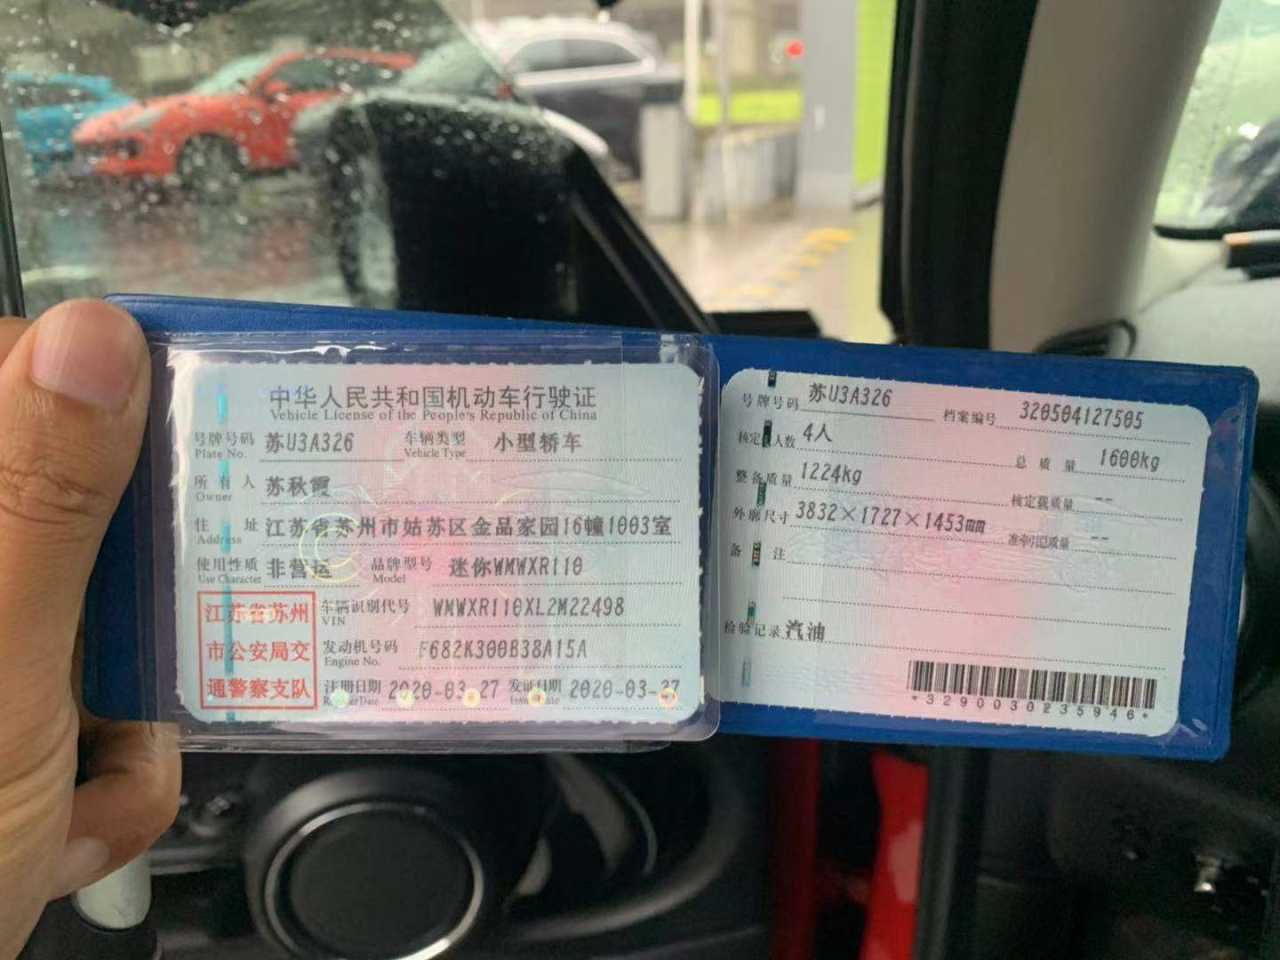 中华人民共和国机动车行驶证
Vehicle License of the People's Republic of China
号牌号码 苏U3A326 车辆类型 小型轿车
Plate No. Vehicle Type
所有人 苏秋霞
Owner
住址 江苏省苏州市姑苏区金品家园16幢1003室
Address
使用性质 非营运 品牌型号 迷你WMWXR110
Use Character Model
江苏省苏州
市公安局交
通警察支队
车辆识别代号 WMWXR110XL2M22498
VIN
发动机号码 F682K300B38A15A
Engine No.
注册日期 2020-03-27 发证日期 2020-03-27
Register Date Issue Date
号牌号码 苏U3A326 档案编号 320504127505
核定载人数 4人 总质量 1600kg
整备质量 1224kg 核定载质量 --
外廓尺寸 3832×1727×1453mm 准牵引总质量 --
备注
检验记录 汽油
*3290030235946*